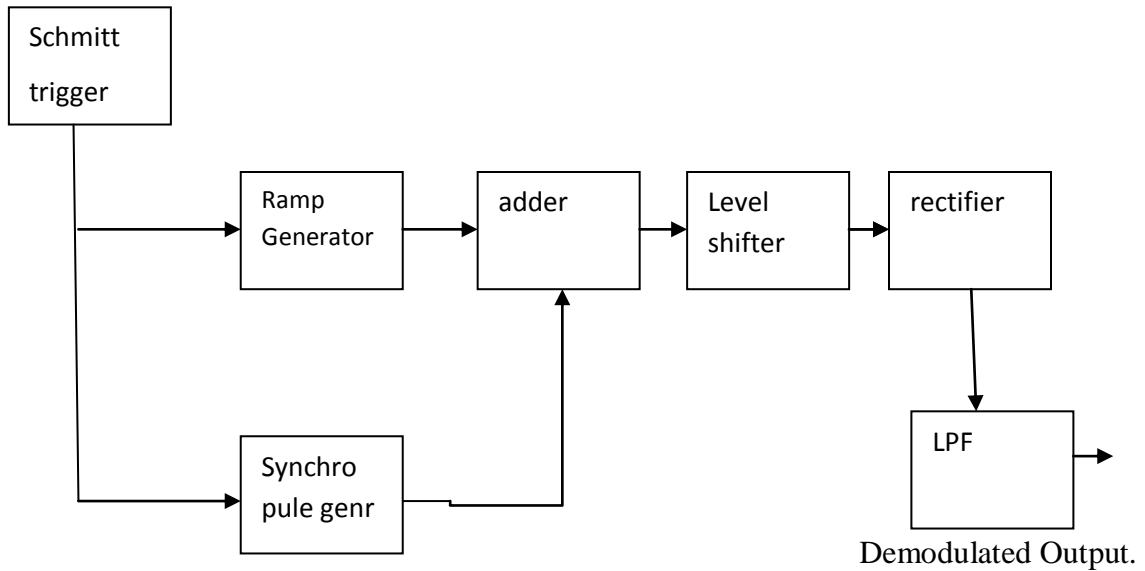 Schmitt
trigger
Ramp
Generator
adder
Level
shifter
rectifier
Synchro
pule genr
LPF
Demodulated Output.